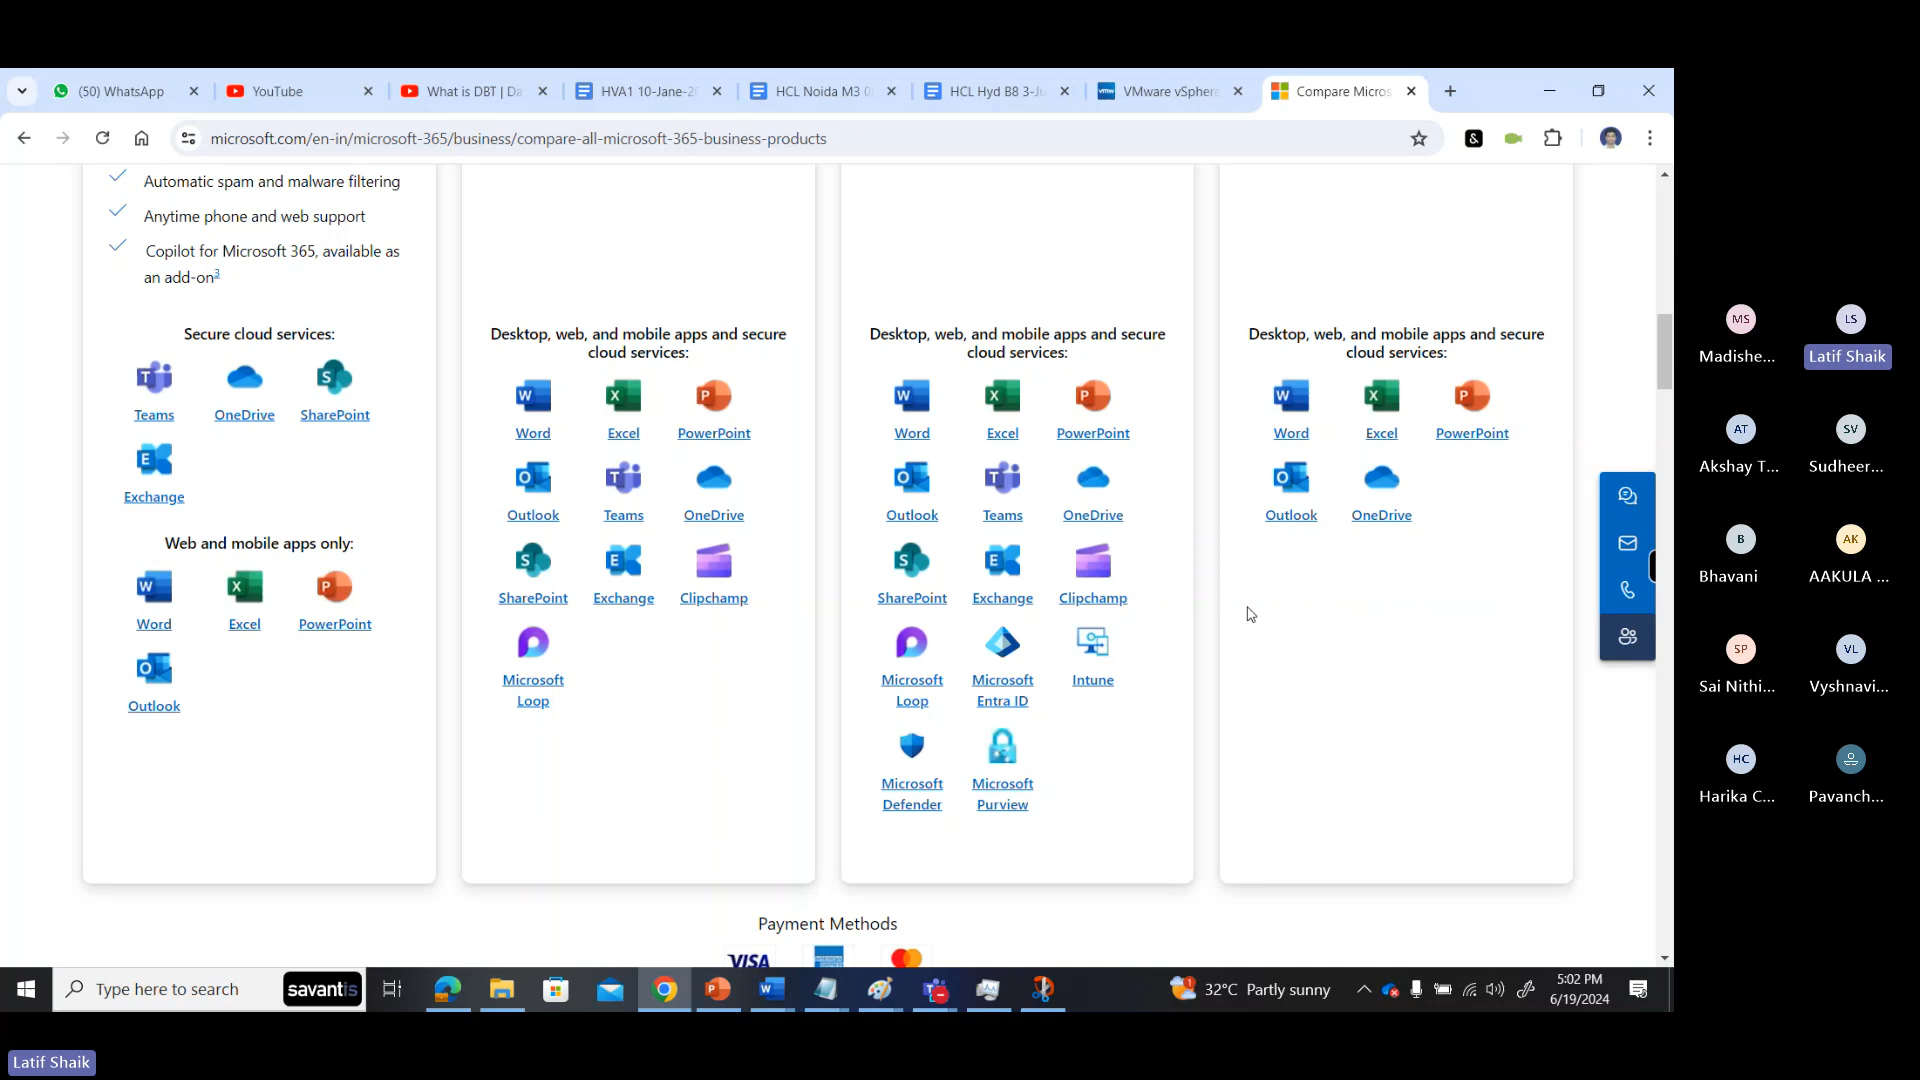 (50) WhatsApp
YouTube
What is DBT | Da
HVA1 10-Jane-2
HCL Noida M3 0
HCL Hyd B8 3-Ju
vmw
VMware vSphere
Compare Micros
microsoft.com/en-in/microsoft-365/business/compare-all-microsoft-365-business-products
Automatic spam and malware filtering
Anytime phone and web support
Copilot for Microsoft 365, available as
an add-on3
Secure cloud services:
Teams
OneDrive
SharePoint
Exchange
Web and mobile apps only:
Word
Excel
PowerPoint
Outlook
Desktop, web, and mobile apps and secure
cloud services:
Word
Excel
PowerPoint
Outlook
Teams
OneDrive
SharePoint
Exchange
Clipchamp
Microsoft
Loop
Desktop, web, and mobile apps and secure
cloud services:
Word
Excel
PowerPoint
Outlook
Teams
OneDrive
SharePoint
Exchange
Clipchamp
Microsoft
Loop
Microsoft
Entra ID
Intune
Microsoft
Defender
Microsoft
Purview
Desktop, web, and mobile apps and secure
cloud services:
Word
Excel
PowerPoint
Outlook
OneDrive
Payment Methods
VISA
Type here to search
savantis
32°C Partly sunny
5:02 PM
6/19/2024
MS
Madishe...
LS
Latif Shaik
AT
Akshay T...
SV
Sudheer...
B
Bhavani
AK
AAKULA ...
SP
Sai Nithi...
VL
Vyshnavi...
HC
Harika C...
Pavanch...
Latif Shaik